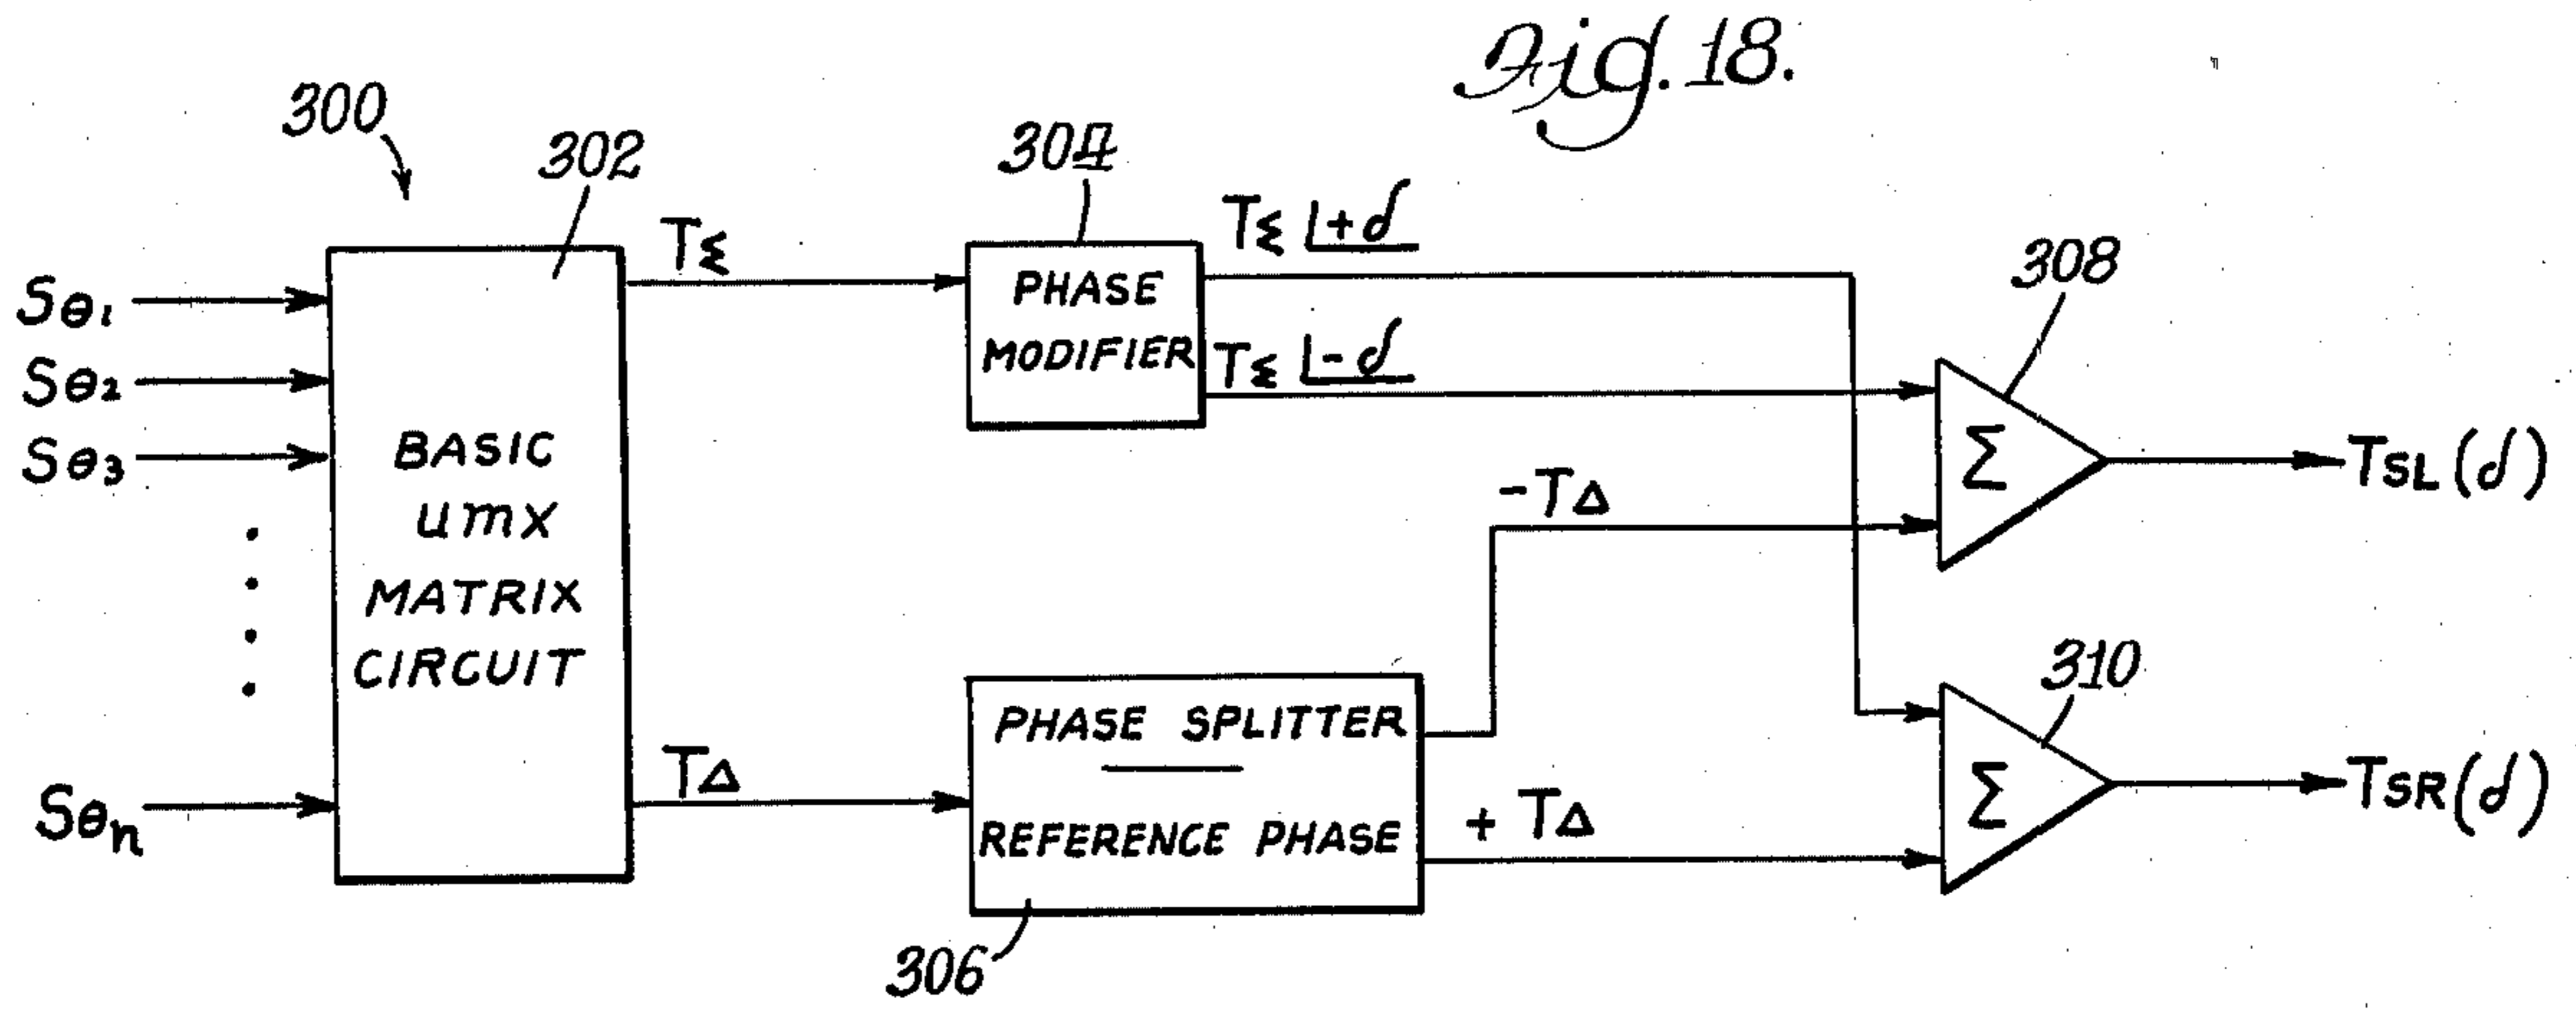 Fig. 18.
300
302
304
TΣ
TΣ ∠+d
308
Sθ1
PHASE
MODIFIER
TΣ ∠-d
Sθ2
Sθ3
BASIC
umx
MATRIX
CIRCUIT
Σ
TSL(d)
-TΔ
310
PHASE SPLITTER
REFERENCE PHASE
TΔ
+ TΔ
Σ
TSR(d)
Sθn
306